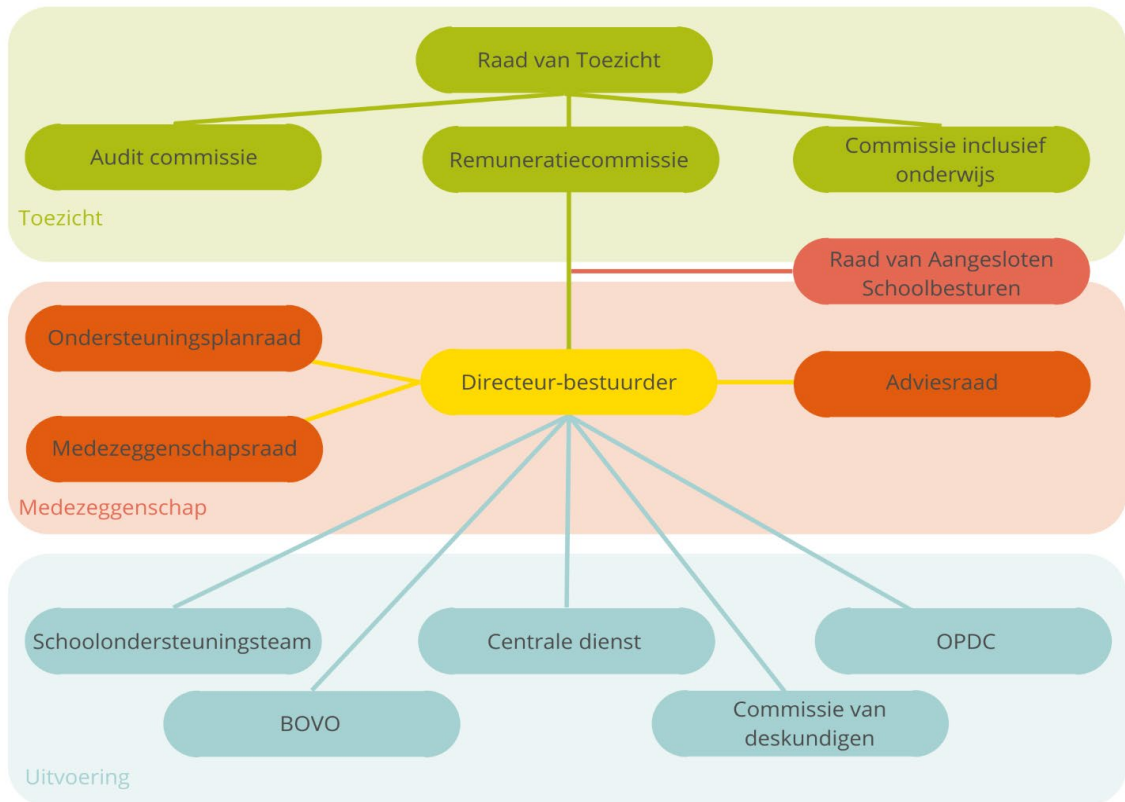 Raad van Toezicht
Audit commissie
Remuneratiecommissie
Commissie inclusief
onderwijs
Toezicht
Raad van Aangesloten
Schoolbesturen
Ondersteuningsplanraad
Directeur-bestuurder
Adviesraad
Medezeggenschapsraad
Medezeggenschap
Schoolondersteuningsteam
Centrale dienst
OPDC
BOVO
Commissie van
deskundigen
Uitvoering